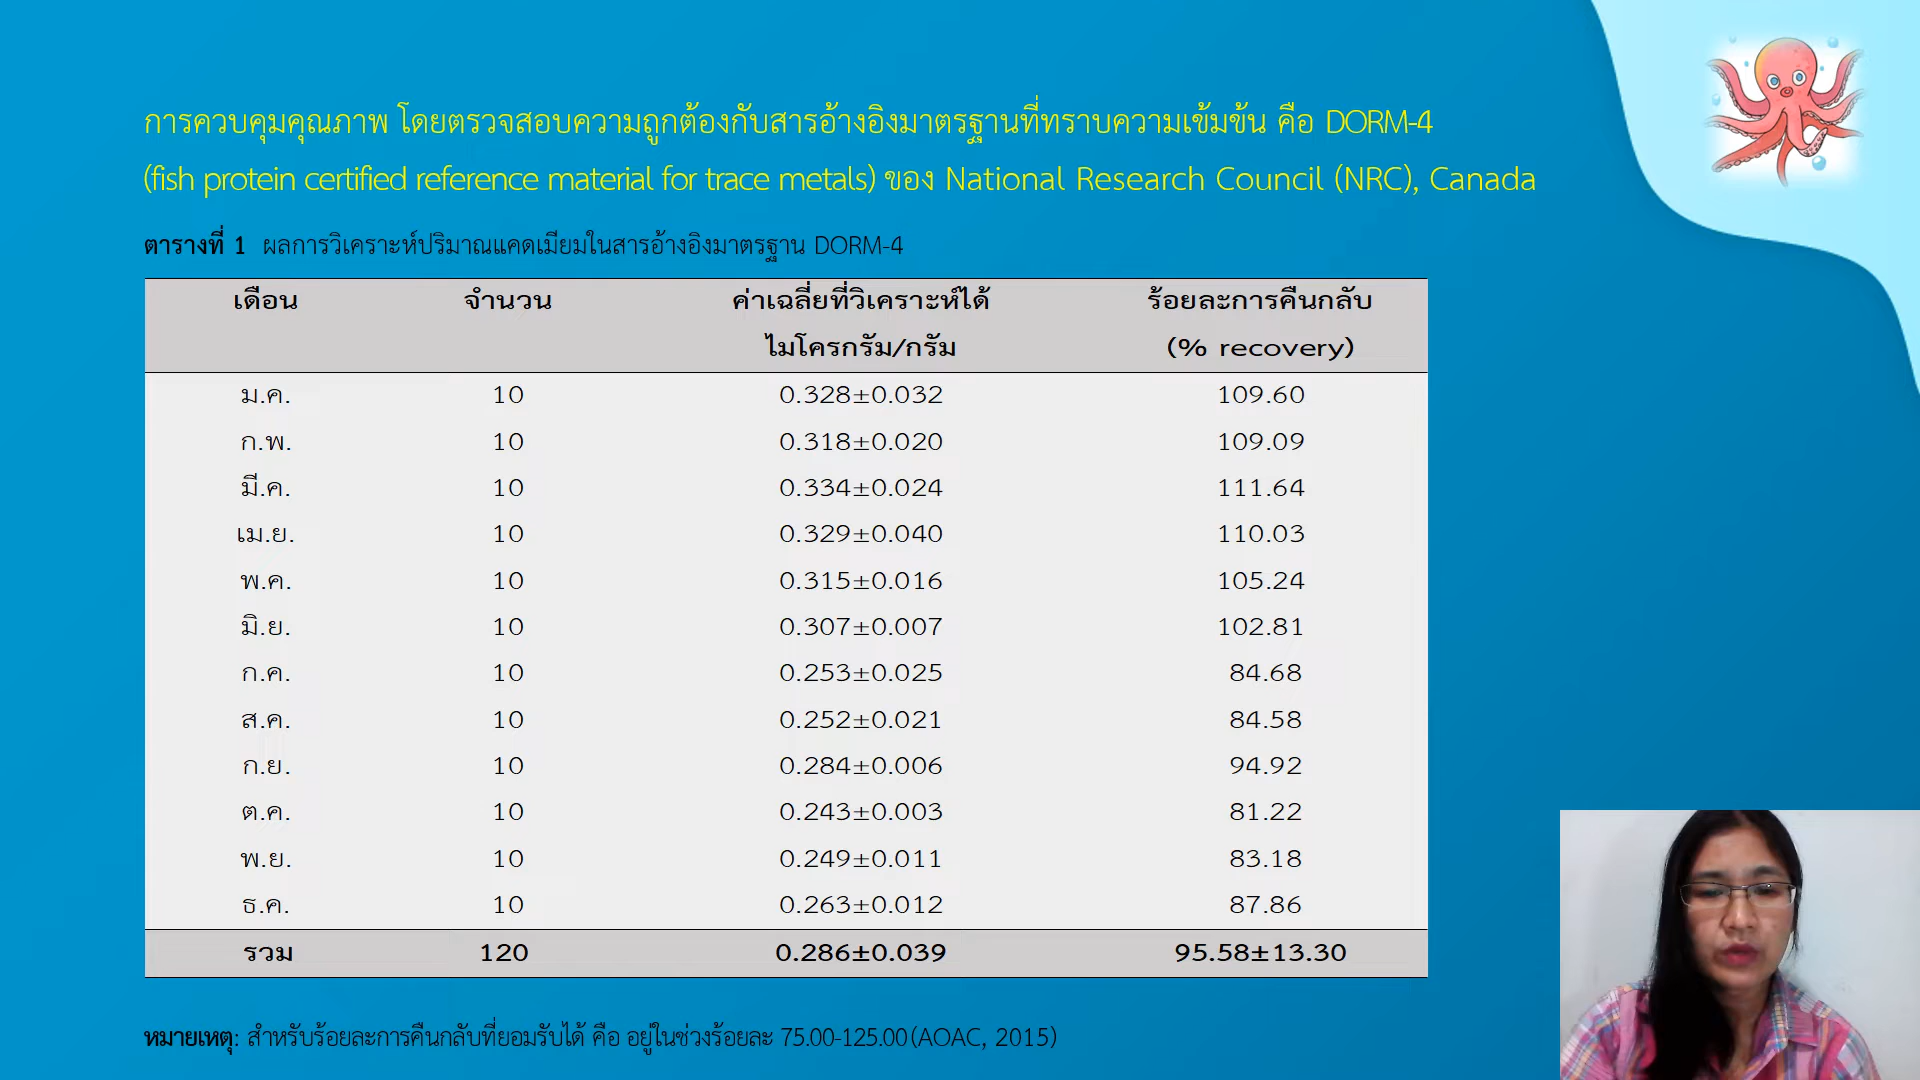 การควบคุมคุณภาพ โดยตรวจสอบความถูกต้องกับสารอ้างอิงมาตรฐานที่ทราบความเข้มข้น คือ DORM-4
(fish protein certified reference material for trace metals) ของ National Research Council (NRC), Canada
ตารางที่ 1 ผลการวิเคราะห์ปริมาณแคดเมียมในสารอ้างอิงมาตรฐาน DORM-4
เดือน จำนวน ค่าเฉลี่ยที่วิเคราะห์ได้ ร้อยละการคืนกลับ
ไมโครกรัม/กรัม (% recovery)
ม.ค. 10 0.328±0.032 109.60
ก.พ. 10 0.318±0.020 109.09
มี.ค. 10 0.334±0.024 111.64
เม.ย. 10 0.329±0.040 110.03
พ.ค. 10 0.315±0.016 105.24
มิ.ย. 10 0.307±0.007 102.81
ก.ค. 10 0.253±0.025 84.68
ส.ค. 10 0.252±0.021 84.58
ก.ย. 10 0.284±0.006 94.92
ต.ค. 10 0.243±0.003 81.22
พ.ย. 10 0.249±0.011 83.18
ธ.ค. 10 0.263±0.012 87.86
รวม 120 0.286±0.039 95.58±13.30
หมายเหตุ: สำหรับร้อยละการคืนกลับที่ยอมรับได้ คือ อยู่ในช่วงร้อยละ 75.00-125.00 (AOAC, 2015)